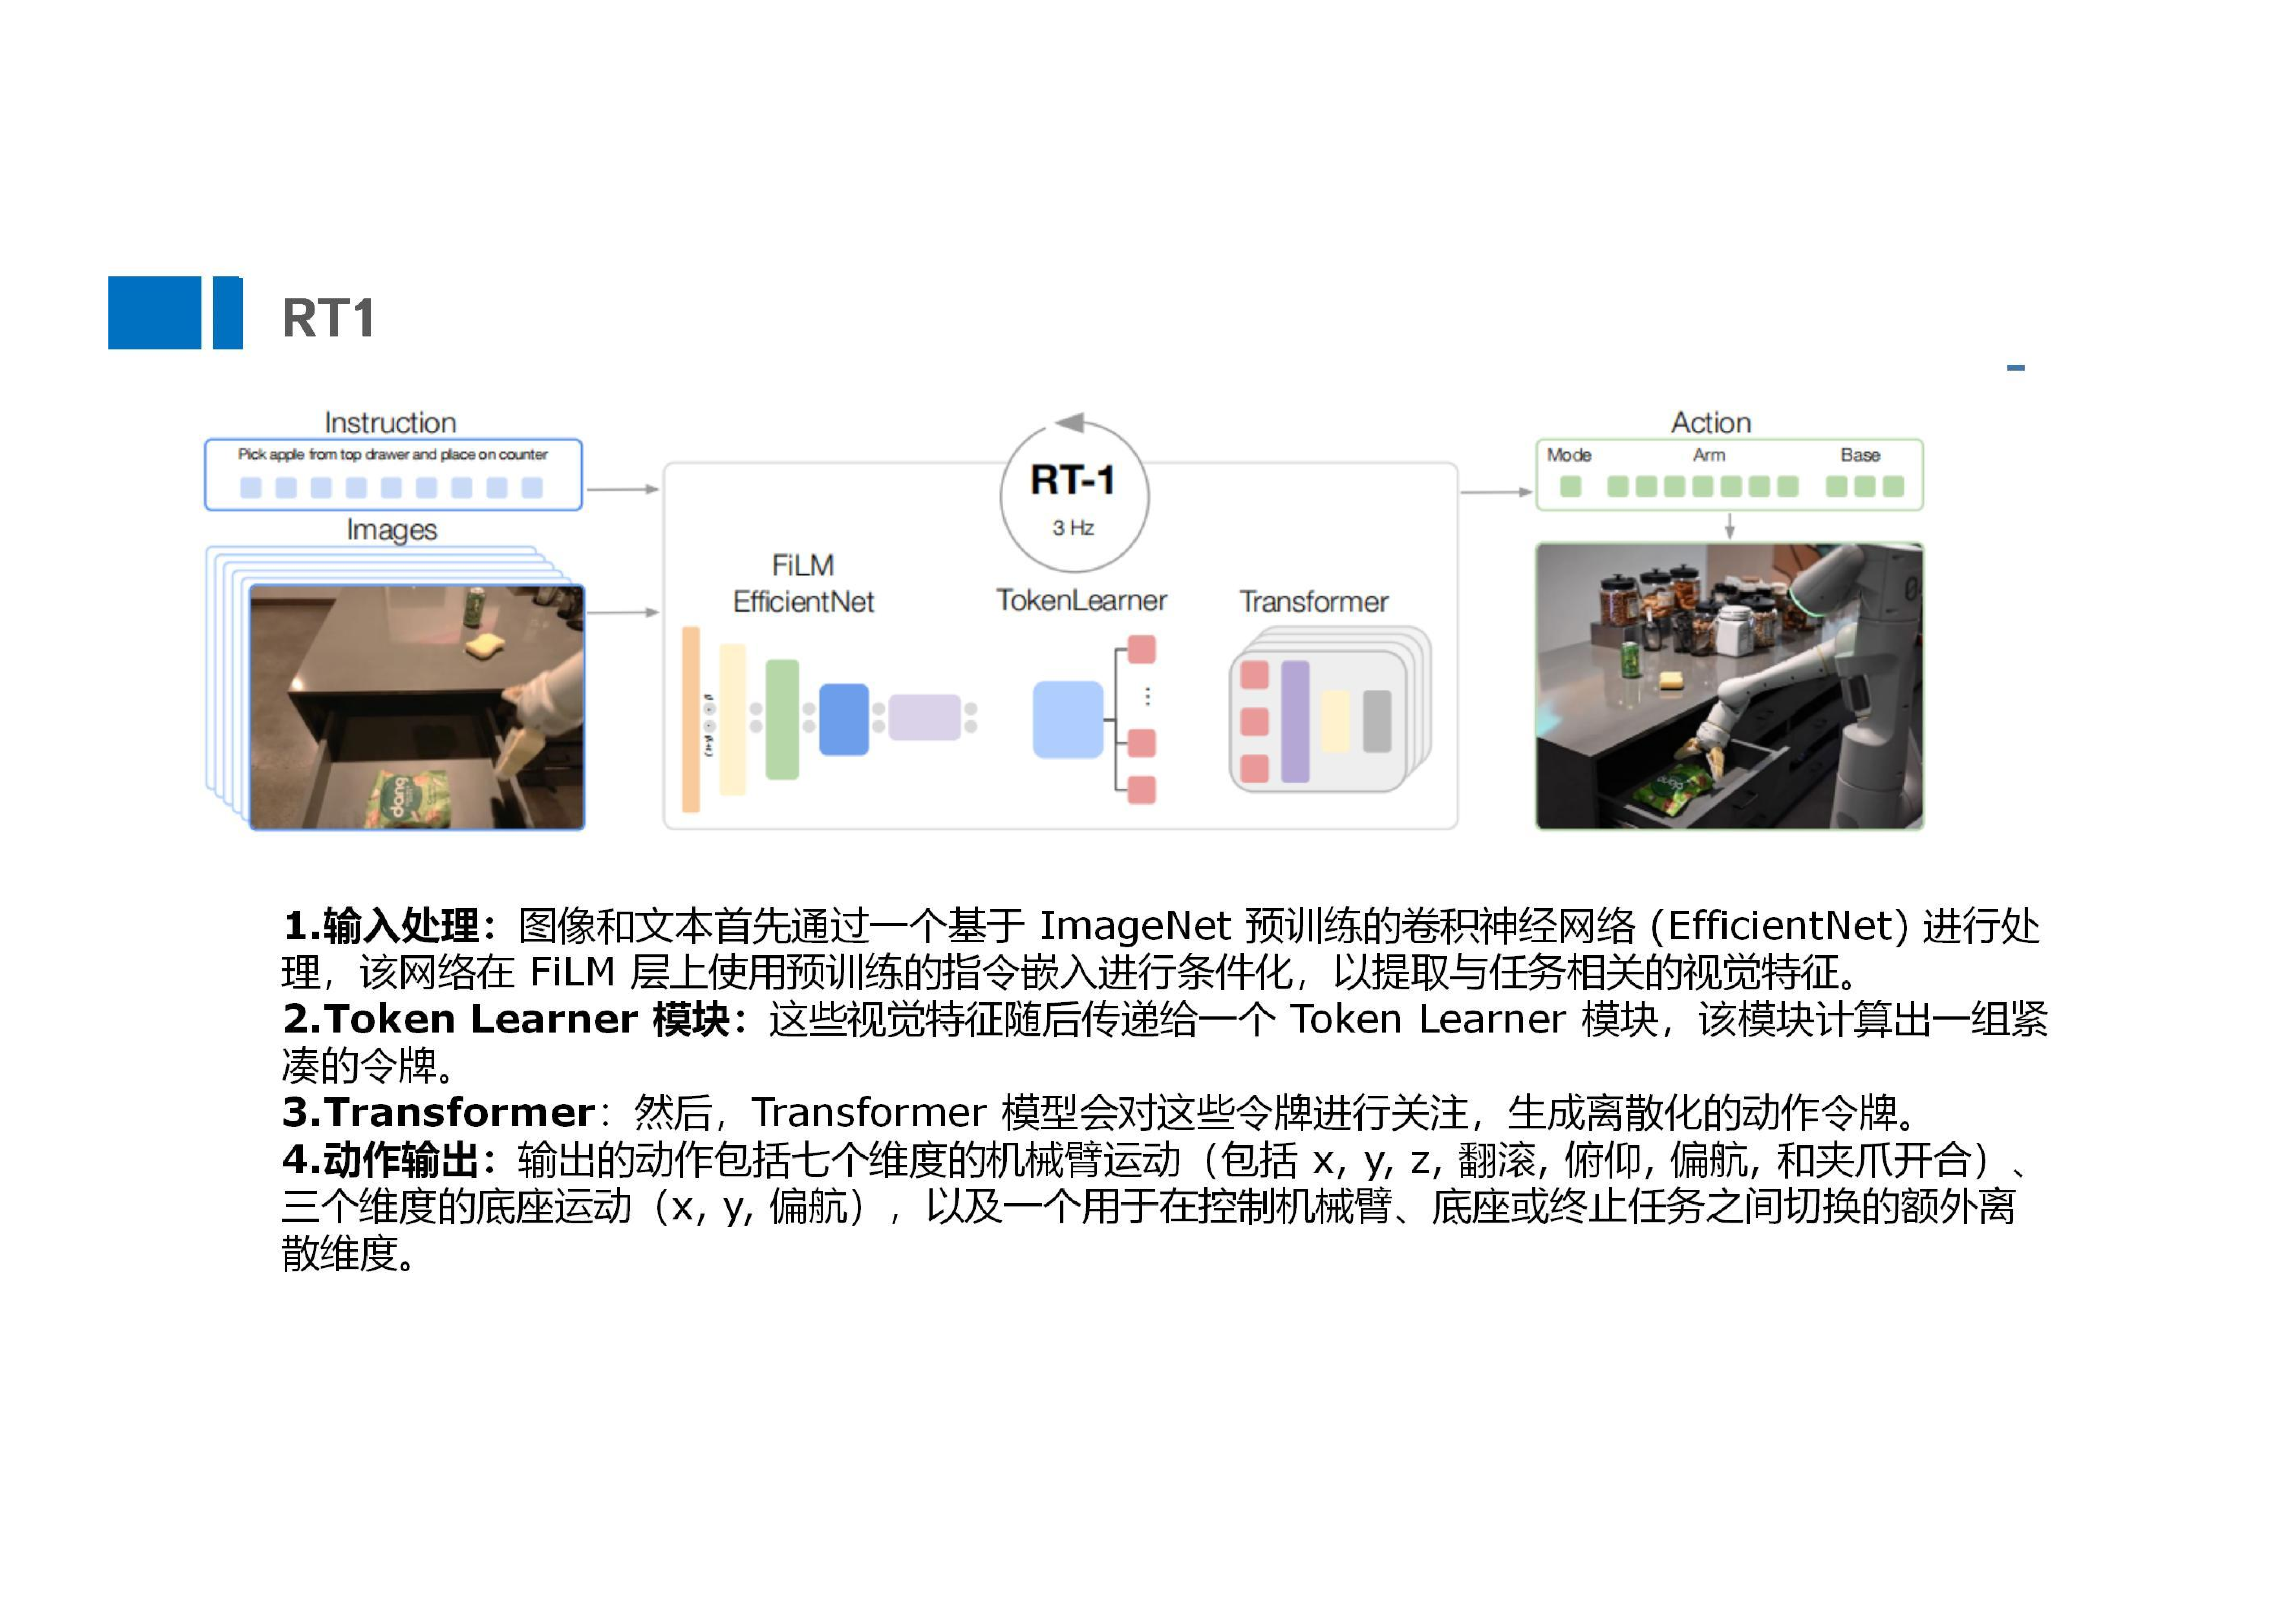 RT1
Instruction
Pick apple from top drawer and place on counter
Images
RT-1
3 Hz
FiLM
EfficientNet
TokenLearner
Transformer
Action
Mode Arm Base
dang
1.输入处理：图像和文本首先通过一个基于 ImageNet 预训练的卷积神经网络 (EfficientNet) 进行处
理，该网络在 FiLM 层上使用预训练的指令嵌入进行条件化，以提取与任务相关的视觉特征。
2.Token Learner 模块：这些视觉特征随后传递给一个 Token Learner 模块，该模块计算出一组紧
凑的令牌。
3.Transformer：然后，Transformer 模型会对这些令牌进行关注，生成离散化的动作令牌。
4.动作输出：输出的动作包括七个维度的机械臂运动（包括 x, y, z, 翻滚, 俯仰, 偏航, 和夹爪开合）、
三个维度的底座运动（x, y, 偏航），以及一个用于在控制机械臂、底座或终止任务之间切换的额外离
散维度。